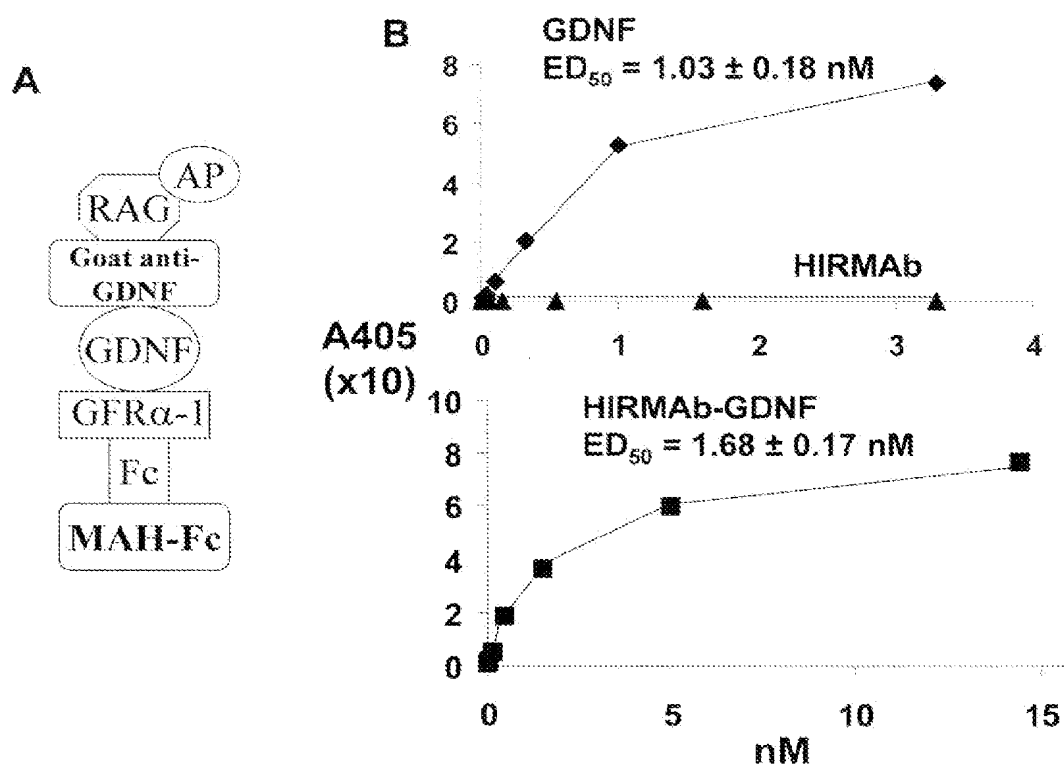 A
AP
RAG
Goat anti-
GDNF
GDNF
GFRα-1
Fc
MAH-Fc
B
GDNF
ED50 = 1.03 ± 0.18 nM
8
6
4
2
0
HIRMAb
0 1 2 3 4
A405
(x10)
HIRMAb-GDNF
ED50 = 1.68 ± 0.17 nM
10
8
6
4
2
0
0 5 10 15
nM